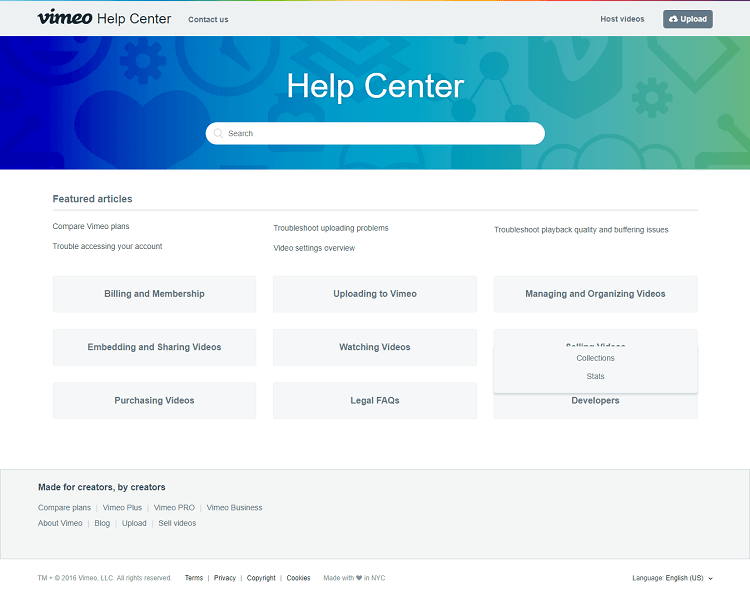 vimeo Help Center Contact us Host videos Upload
Help Center
Search
Featured articles
Compare Vimeo plans
Troubleshoot uploading problems
Troubleshoot playback quality and buffering issues
Trouble accessing your account
Video settings overview
Billing and Membership Uploading to Vimeo Managing and Organizing Videos
Embedding and Sharing Videos Watching Videos Selling Videos
Collections
Stats
Purchasing Videos Legal FAQs Developers
Made for creators, by creators
Compare plans | Vimeo Plus | Vimeo PRO | Vimeo Business
About Vimeo | Blog | Upload | Sell videos
TM + © 2016 Vimeo, LLC. All rights reserved. Terms | Privacy | Copyright | Cookies Made with ♥ in NYC Language: English (US)